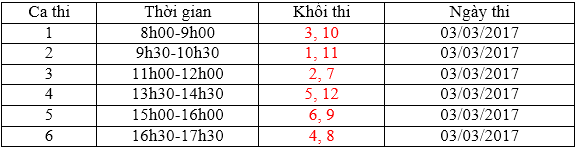 Ca thi Thời gian Khối thi Ngày thi
1 8h00-9h00 3, 10 03/03/2017
2 9h30-10h30 1, 11 03/03/2017
3 11h00-12h00 2, 7 03/03/2017
4 13h30-14h30 5, 12 03/03/2017
5 15h00-16h00 6, 9 03/03/2017
6 16h30-17h30 4, 8 03/03/2017